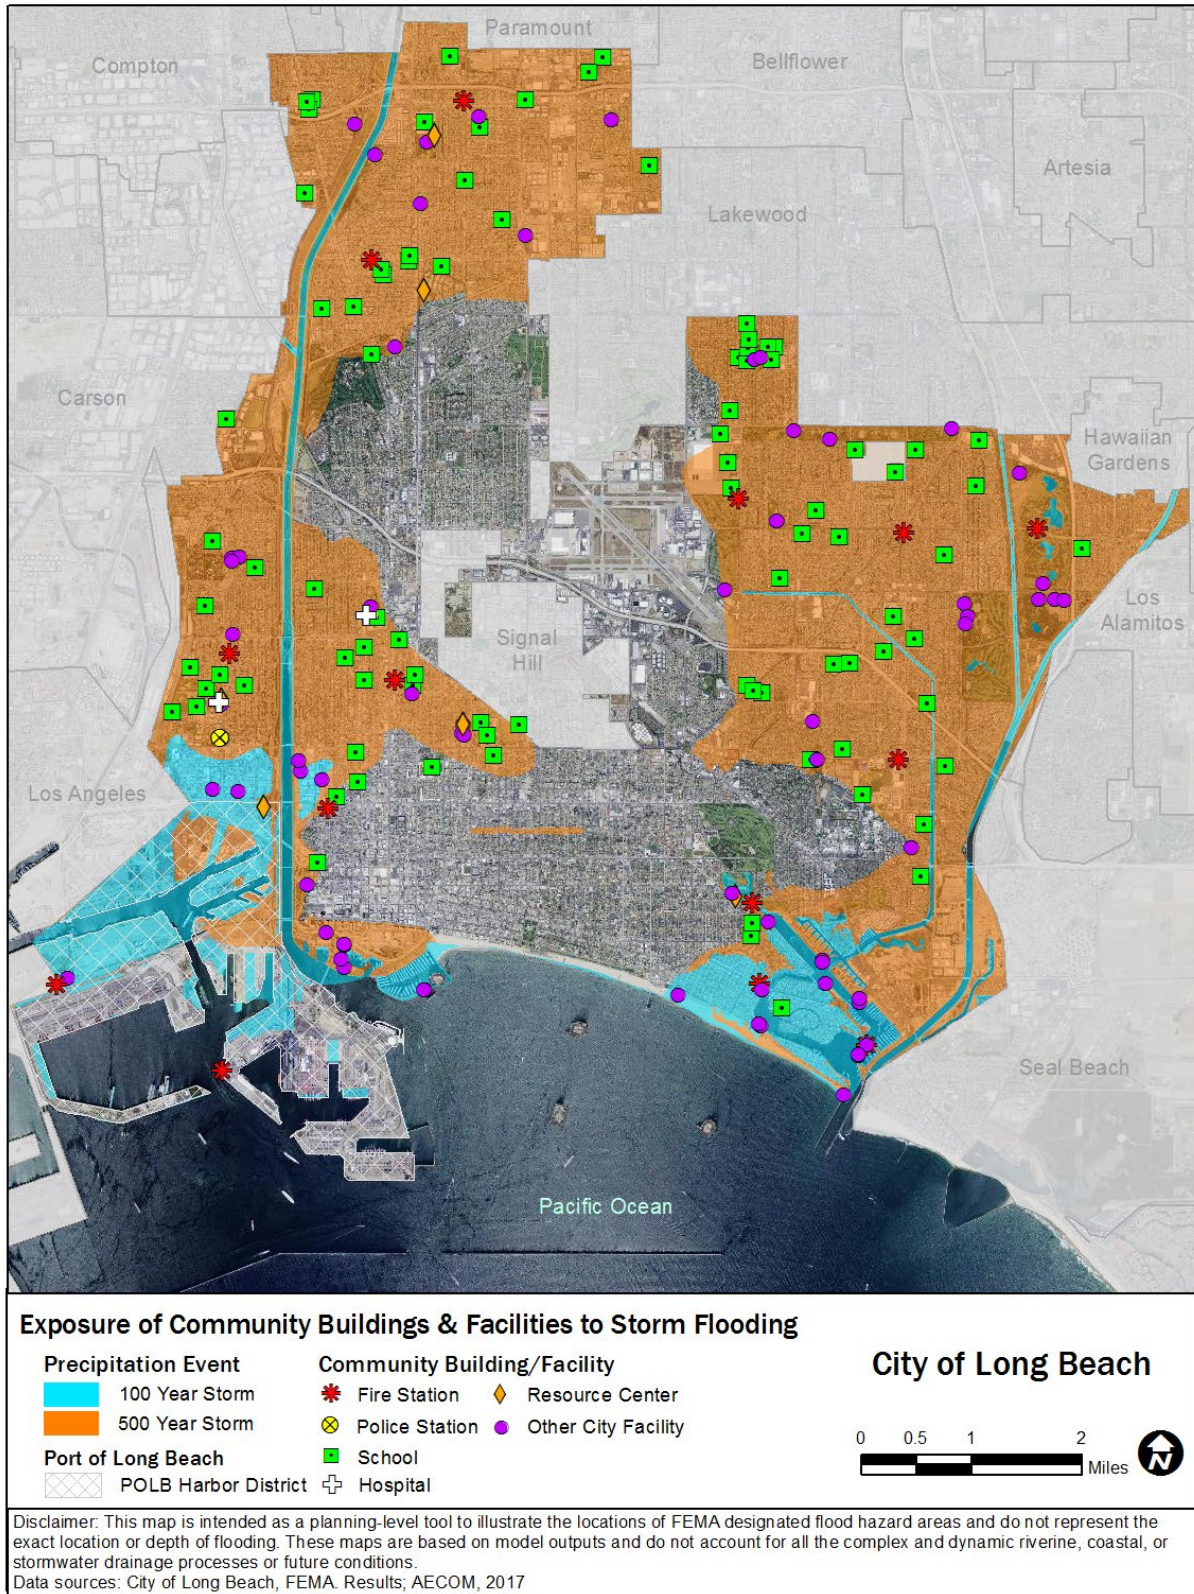 Paramount
Compton
Bellflower
Artesia
Lakewood
Carson
Hawaiian
Gardens
Los
Alamitos
Signal
Hill
Los Angeles
Seal Beach
Pacific Ocean
Exposure of Community Buildings & Facilities to Storm Flooding
Precipitation Event
100 Year Storm
500 Year Storm
Port of Long Beach
POLB Harbor District
Community Building/Facility
Fire Station
Resource Center
Police Station
Other City Facility
School
Hospital
City of Long Beach
0 0.5 1 2
Miles
N
Disclaimer: This map is intended as a planning-level tool to illustrate the locations of FEMA designated flood hazard areas and do not represent the
exact location or depth of flooding. These maps are based on model outputs and do not account for all the complex and dynamic riverine, coastal, or
stormwater drainage processes or future conditions.
Data sources: City of Long Beach, FEMA. Results; AECOM, 2017